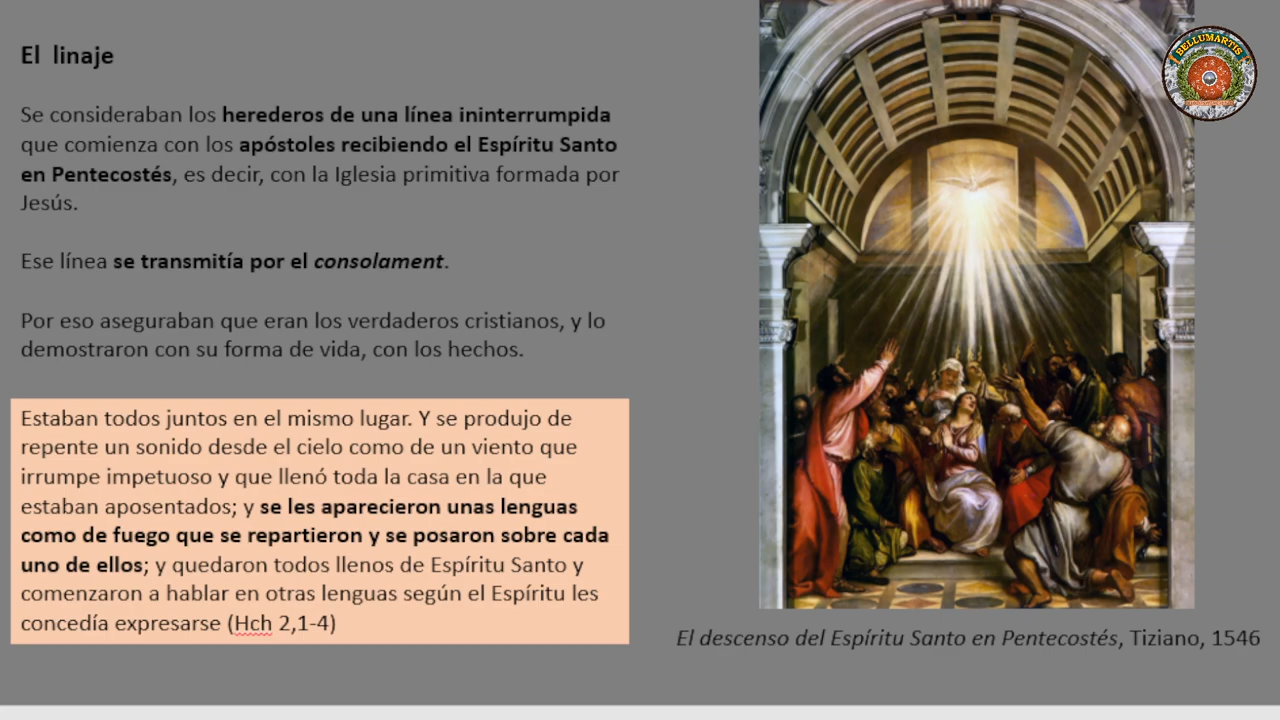 El linaje
Se consideraban los herederos de una línea ininterrumpida
que comienza con los apóstoles recibiendo el Espíritu Santo
en Pentecostés, es decir, con la Iglesia primitiva formada por
Jesús.
Ese línea se transmitía por el consolament.
Por eso aseguraban que eran los verdaderos cristianos, y lo
demostraron con su forma de vida, con los hechos.
Estaban todos juntos en el mismo lugar. Y se produjo de
repente un sonido desde el cielo como de un viento que
irrumpe impetuoso y que llenó toda la casa en la que
estaban aposentados; y se les aparecieron unas lenguas
como de fuego que se repartieron y se posaron sobre cada
uno de ellos; y quedaron todos llenos de Espíritu Santo y
comenzaron a hablar en otras lenguas según el Espíritu les
concedía expresarse (Hch 2,1-4)
BELLUMARTIS
El descenso del Espíritu Santo en Pentecostés, Tiziano, 1546